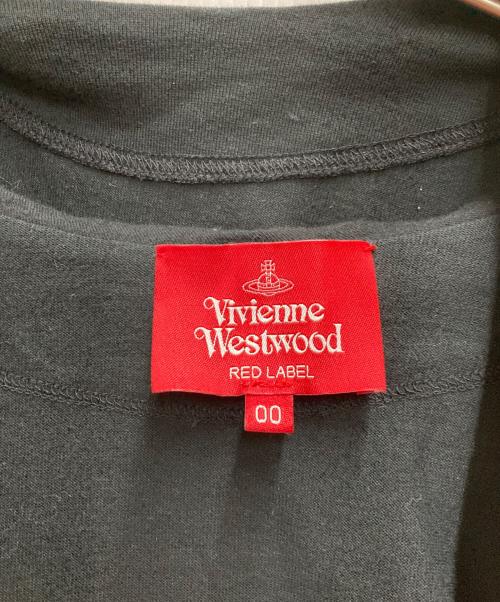 Vivienne
Westwood
RED LABEL
00